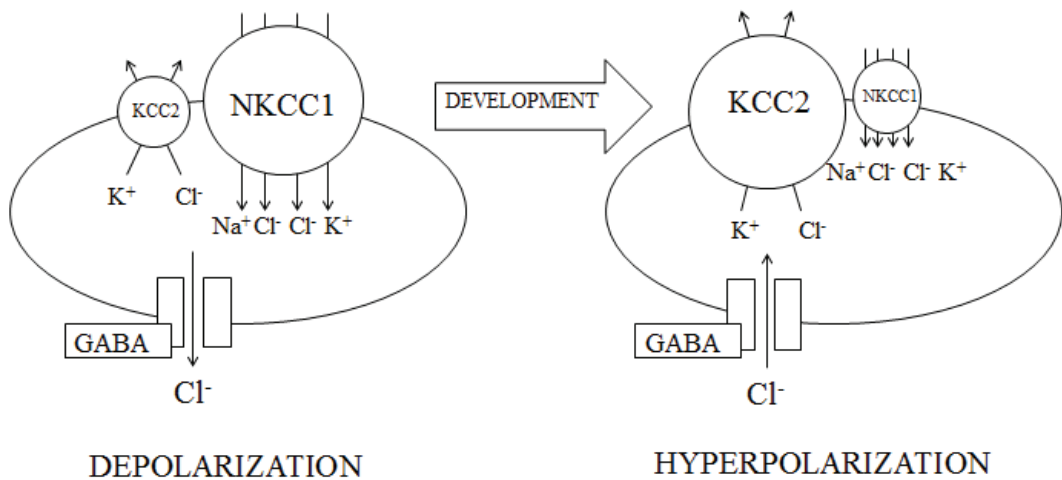 KCC2
NKCC1
K⁺ Cl⁻
Na⁺ Cl⁻ Cl⁻ K⁺
GABA
Cl⁻
DEPOLARIZATION
DEVELOPMENT
KCC2
NKCC1
Na⁺ Cl⁻ Cl⁻ K⁺
K⁺ Cl⁻
GABA
Cl⁻
HYPERPOLARIZATION